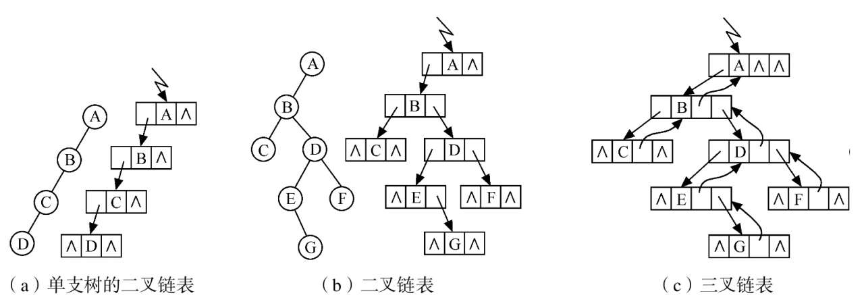 A
B
C
D
A ∧
B ∧
C ∧
∧ D ∧
(a) 单支树的二叉链表
A
B
C
D
E
F
G
A ∧
B
∧ C ∧
D
∧ E
∧ F ∧
∧ G ∧
(b) 二叉链表
A ∧ ∧
B
∧ C ∧
D
∧ E
∧ F ∧
∧ G ∧
(c) 三叉链表